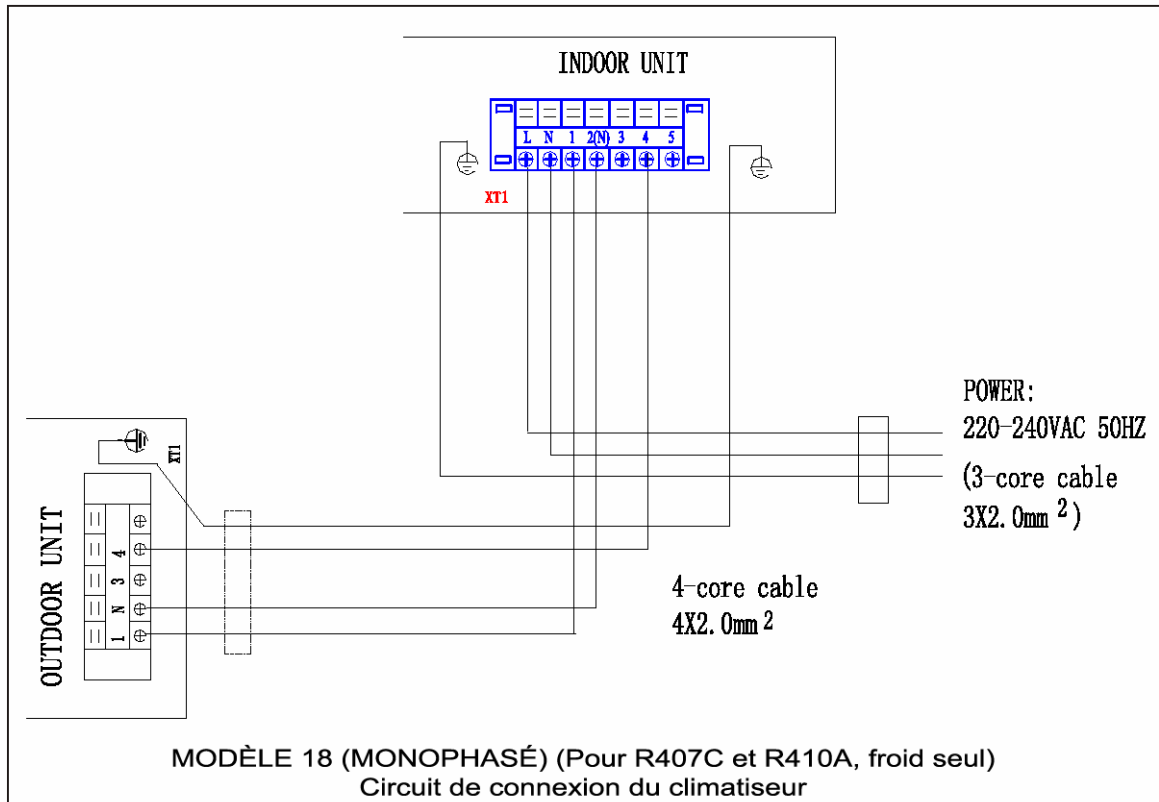 INDOOR UNIT
L N 1 2(N) 3 4 5
XT1
POWER:
220-240VAC 50HZ
(3-core cable
3X2.0mm 2)
XT1
OUTDOOR UNIT
4
3
N
1
4-core cable
4X2.0mm 2
MODÈLE 18 (MONOPHASÉ) (Pour R407C et R410A, froid seul)
Circuit de connexion du climatiseur